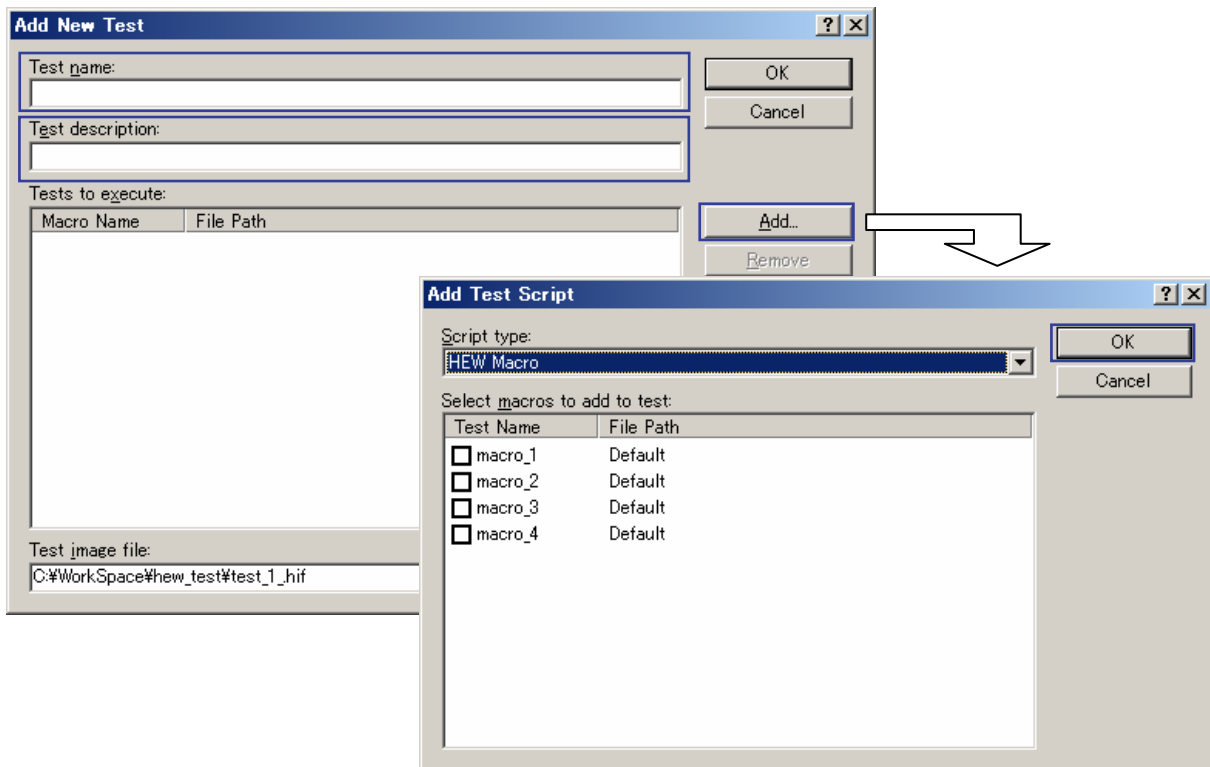 Add New Test
Test name:
OK
Cancel
Test description:
Tests to execute:
Macro Name File Path
Add...
Remove
Test image file:
C:¥WorkSpace¥hew_test¥test_1_.hif
Add Test Script
Script type:
HEW Macro
OK
Cancel
Select macros to add to test:
Test Name File Path
macro_1 Default
macro_2 Default
macro_3 Default
macro_4 Default